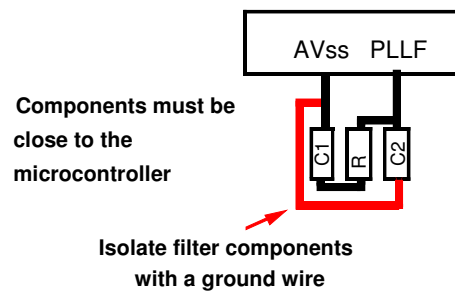 AVss PLLF
Components must be
close to the
microcontroller
C1
R
C2
Isolate filter components
with a ground wire